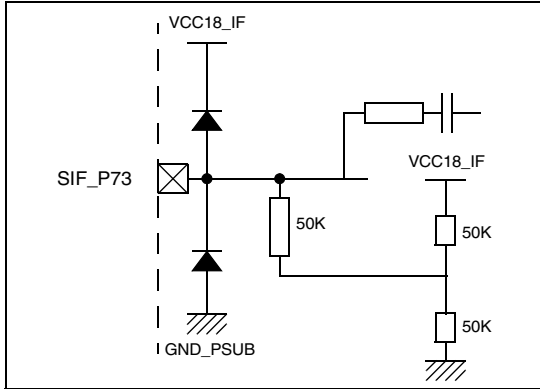 VCC18_IF
VCC18_IF
SIF_P73
50K
50K
50K
GND_PSUB